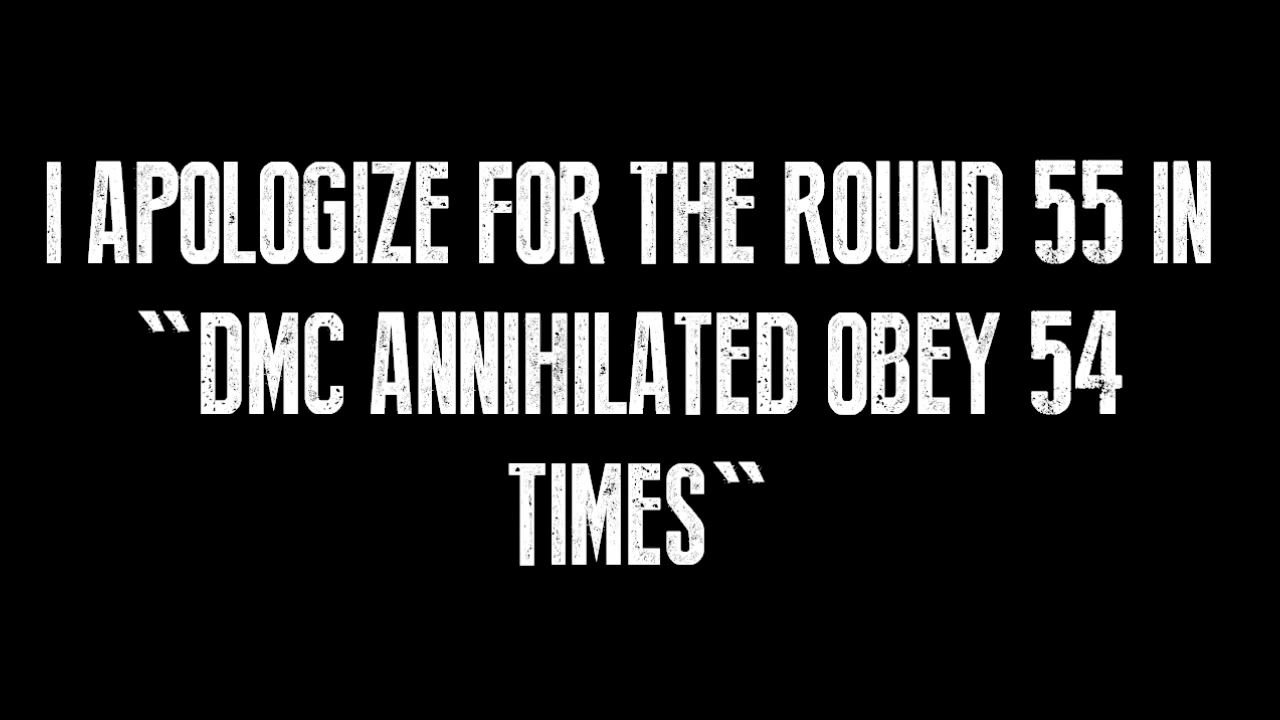 I APOLOGIZE FOR THE ROUND 55 IN
"DMC ANNIHILATED OBEY 54
TIMES"